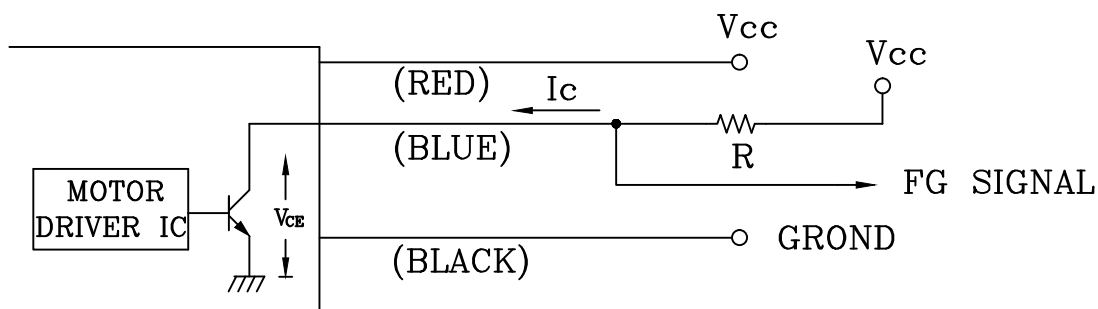 Vcc
Vcc
(RED)
Ic
(BLUE)
R
MOTOR
DRIVER IC
VCE
FG SIGNAL
GROND
(BLACK)